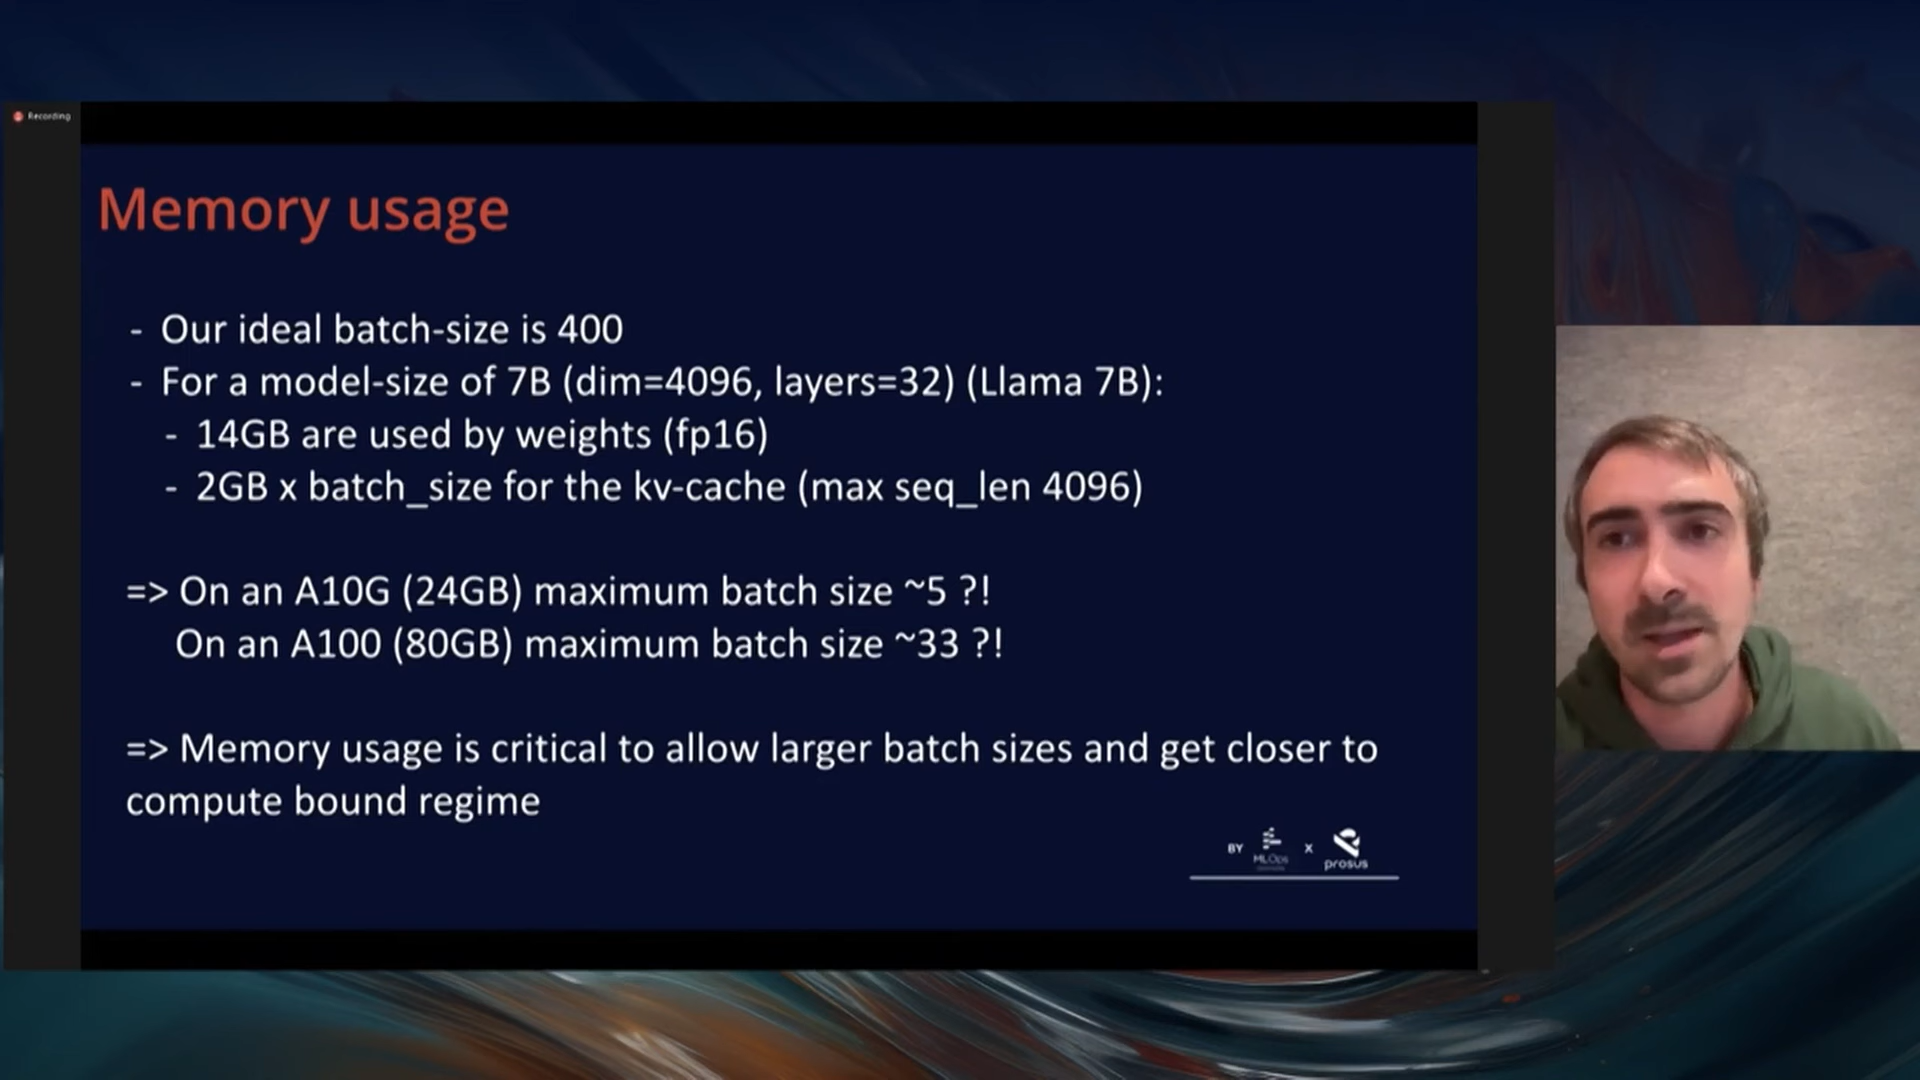 Recording
Memory usage
- Our ideal batch-size is 400
- For a model-size of 7B (dim=4096, layers=32) (Llama 7B):
- 14GB are used by weights (fp16)
- 2GB x batch_size for the kv-cache (max seq_len 4096)
=> On an A10G (24GB) maximum batch size ~5 ?!
On an A100 (80GB) maximum batch size ~33 ?!
=> Memory usage is critical to allow larger batch sizes and get closer to
compute bound regime
BY MLOps x prosus